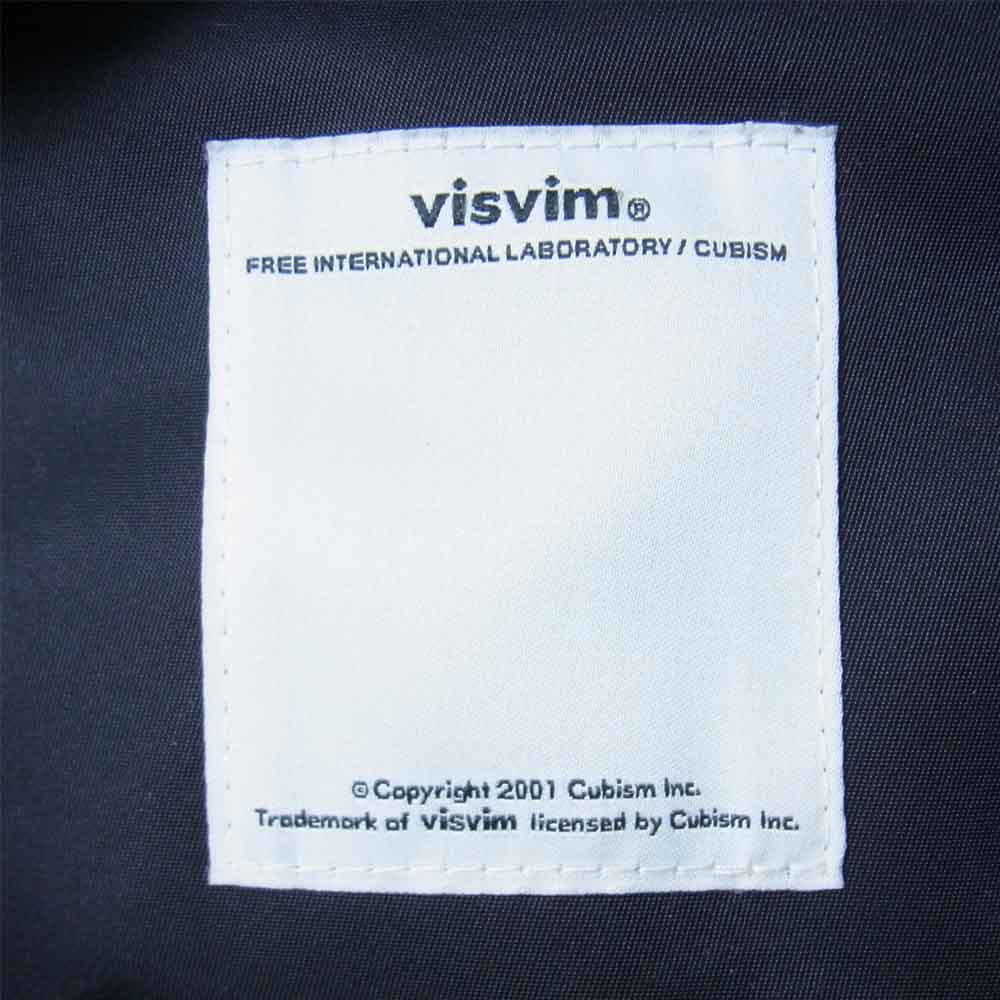 visvim®
FREE INTERNATIONAL LABORATORY / CUBISM
© Copyright 2001 Cubism Inc.
Trademark of visvim licensed by Cubism Inc.